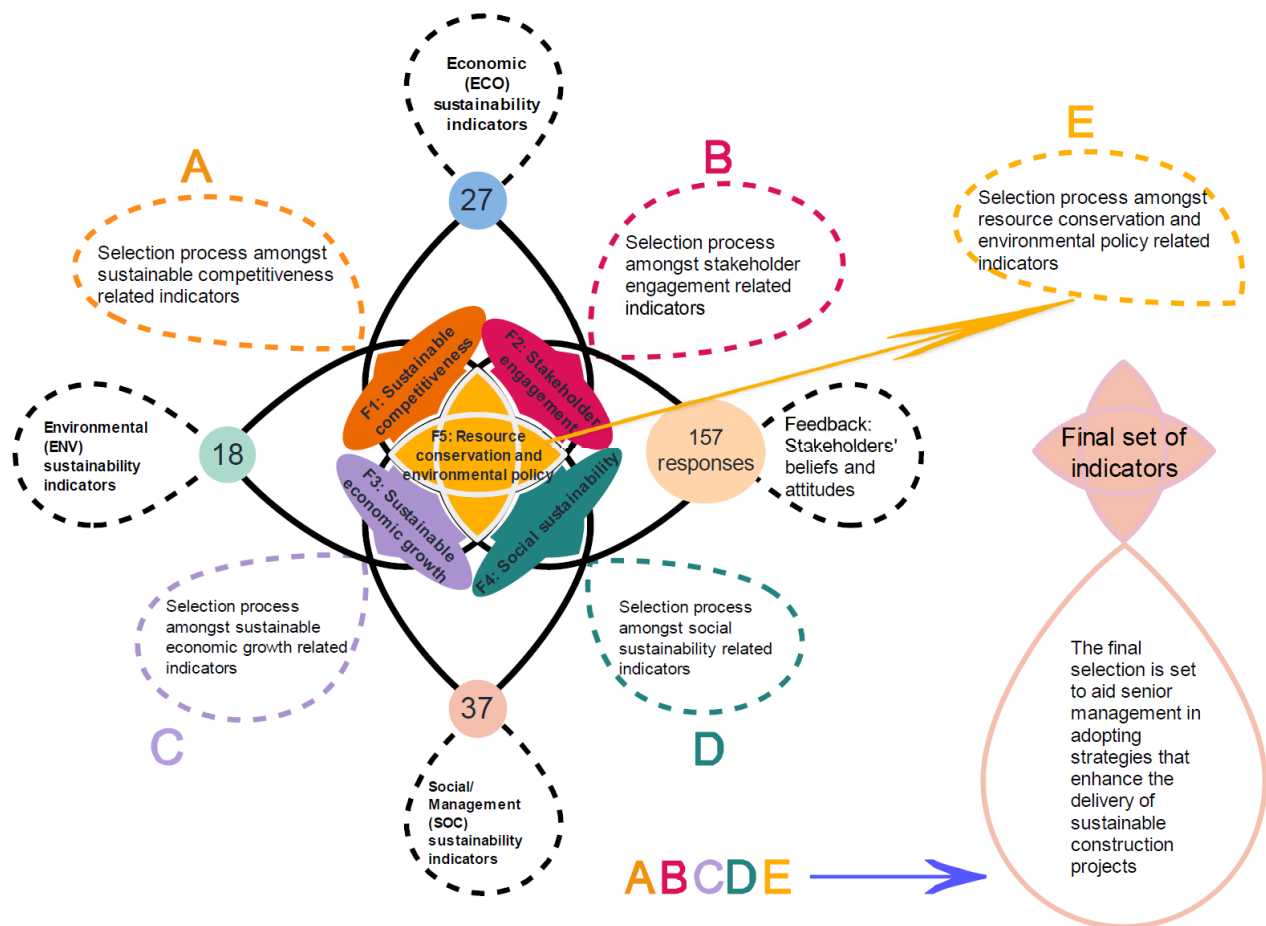 Economic
(ECO)
sustainability
indicators
27
A
Selection process amongst
sustainable competitiveness
related indicators
B
Selection process
amongst stakeholder
engagement related
indicators
E
Selection process amongst
resource conservation and
environmental policy related
indicators
F1: Sustainable
competitiveness
F2: Stakeholder
engagement
Environmental
(ENV)
sustainability
indicators
18
F5: Resource
conservation and
environmental policy
157
responses
Feedback:
Stakeholders'
beliefs and
attitudes
Final set of
indicators
F3: Sustainable
economic growth
F4: Social sustainability
Selection process
amongst sustainable
economic growth related
indicators
C
Selection process
amongst social
sustainability related
indicators
D
37
Social/
Management
(SOC)
sustainability
indicators
The final
selection is set
to aid senior
management in
adopting
strategies that
enhance the
delivery of
sustainable
construction
projects
ABCDE